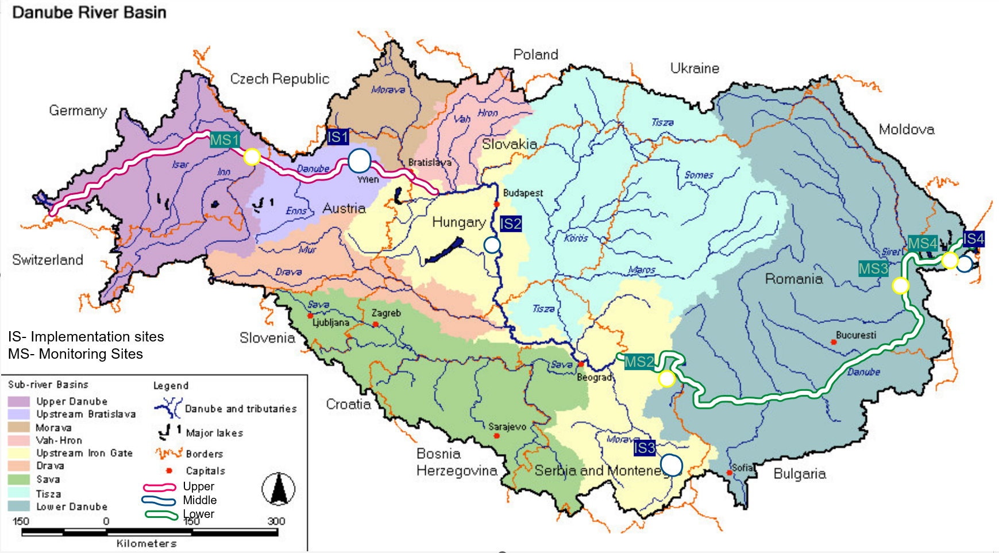 Danube River Basin
Poland
Ukraine
Czech Republic
Morava
Germany
Hron
Vah
Tisza
Moldova
MS1
IS1
Slovakia
Isar
Inn
Danube
Bratislava
Somes
Wien
Budapest
Enns
Austria
Hungary
IS2
Körös
IS4
MS4
Siret
Mur
Switzerland
Drava
Maros
MS3
Romania
Sava
Tisza
Zagreb
Ljubljana
Slovenia
Bucuresti
IS- Implementation sites
MS- Monitoring Sites
Sava
MS2
Beograd
Danube
Croatia
Sarajevo
Morava
IS3
Bosnia
Herzegovina
Serbia and Monteneg
Sofia
Bulgaria
Sub-river Basins
Upper Danube
Upstream Bratislava
Morava
Vah-Hron
Upstream Iron Gate
Drava
Sava
Tisza
Lower Danube
Legend
Danube and tributaries
Major lakes
Borders
Capitals
Upper
Middle
Lower
150 0 150 300
Kilometers